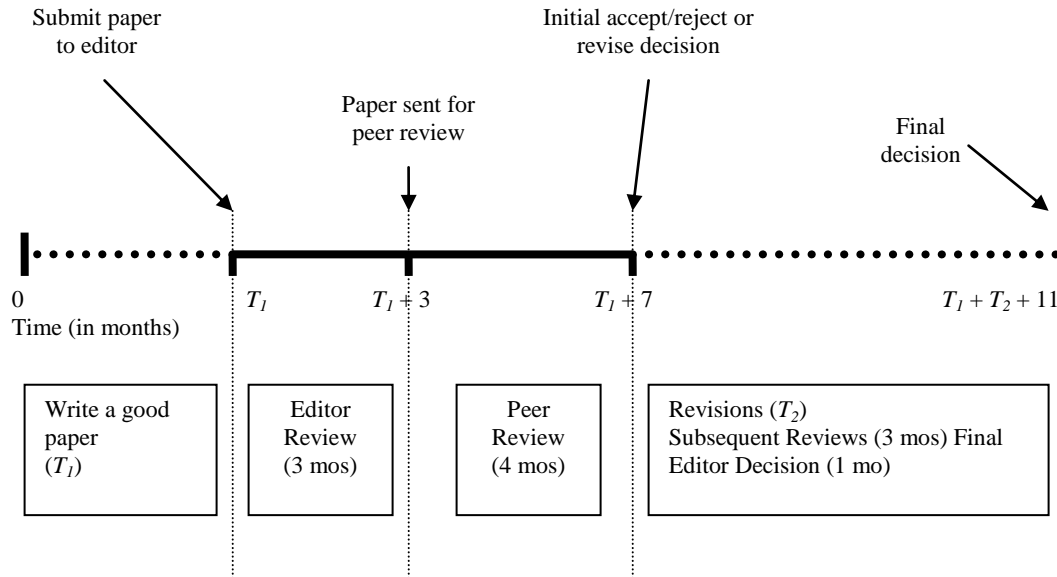 Submit paper
to editor
Initial accept/reject or
revise decision
Paper sent for
peer review
Final
decision
0
T1
T1 + 3
T1 + 7
T1 + T2 + 11
Time (in months)
Write a good
paper
(T1)
Editor
Review
(3 mos)
Peer
Review
(4 mos)
Revisions (T2)
Subsequent Reviews (3 mos) Final
Editor Decision (1 mo)